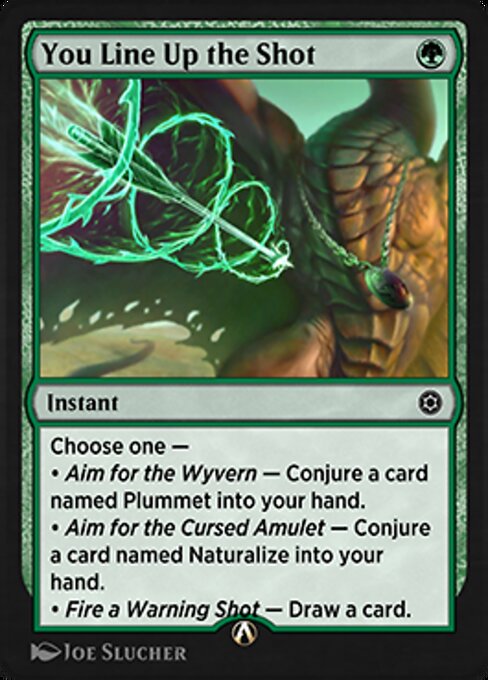 You Line Up the Shot
Instant
Choose one —
• Aim for the Wyvern — Conjure a card
named Plummet into your hand.
• Aim for the Cursed Amulet — Conjure
a card named Naturalize into your
hand.
• Fire a Warning Shot — Draw a card.
Joe Slucher